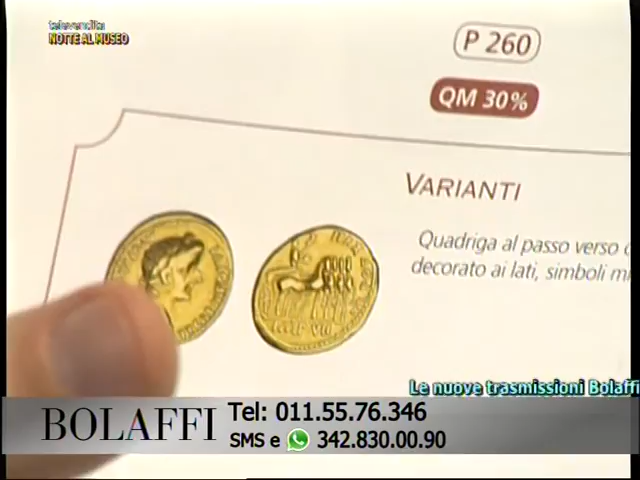 televendita
NOTTE AL MUSEO
P 260
QM 30%
VARIANTI
Quadriga al passo verso
decorato ai lati, simboli
Le nuove trasmissioni Bolaffi
BOLAFFI
Tel: 011.55.76.346
SMS e 342.830.00.90